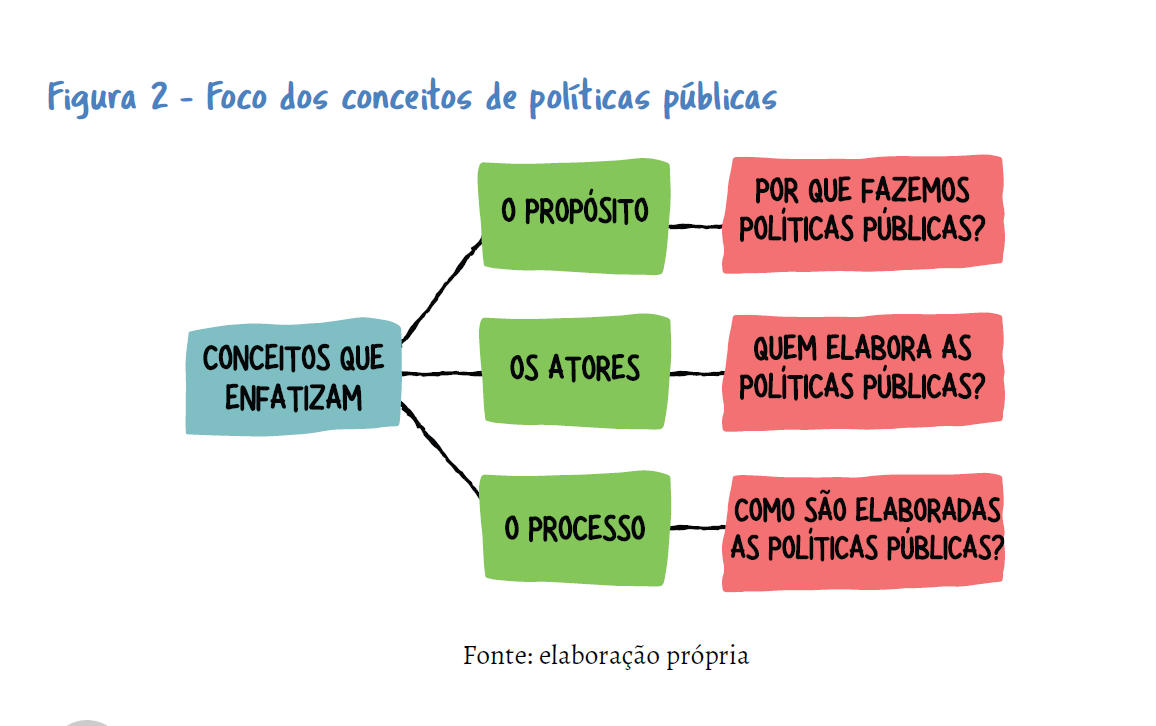 Figura 2 - Foco dos conceitos de políticas públicas
O PROPÓSITO
POR QUE FAZEMOS
POLÍTICAS PÚBLICAS?
CONCEITOS QUE
ENFATIZAM
OS ATORES
QUEM ELABORA AS
POLÍTICAS PÚBLICAS?
O PROCESSO
COMO SÃO ELABORADAS
AS POLÍTICAS PÚBLICAS?
Fonte: elaboração própria